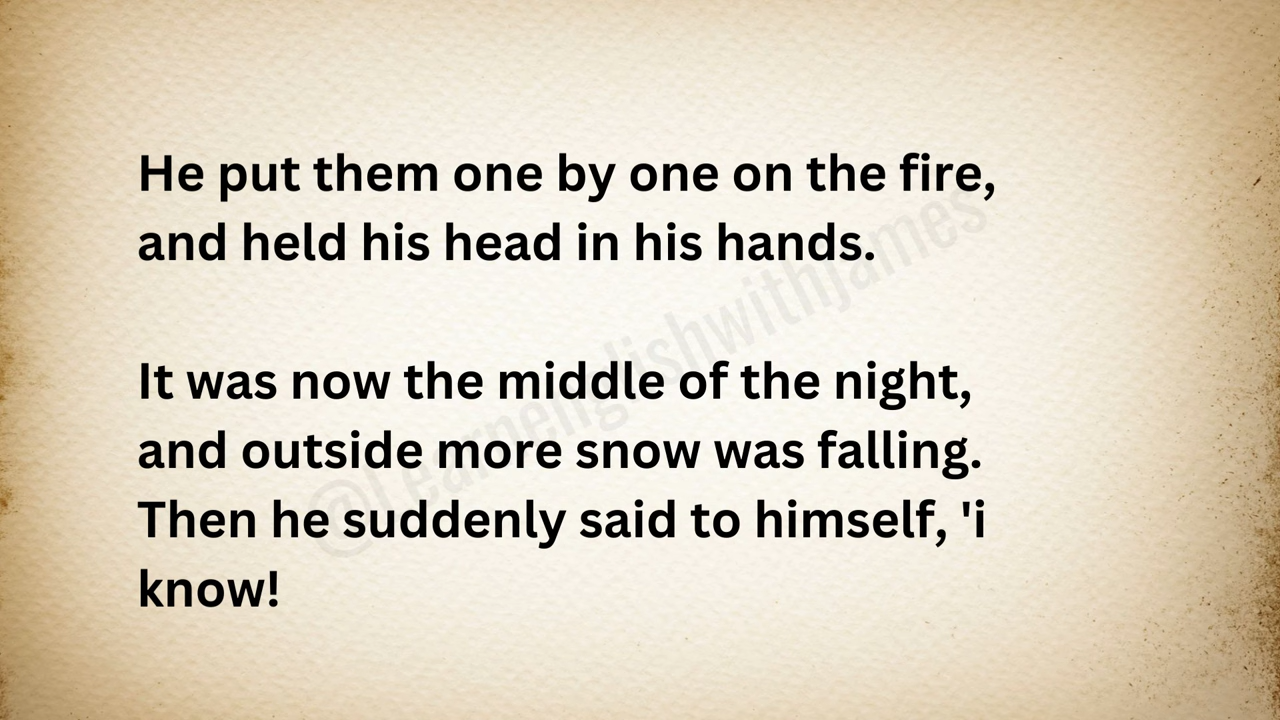 He put them one by one on the fire,
and held his head in his hands.
It was now the middle of the night,
and outside more snow was falling.
Then he suddenly said to himself, 'i
know!
@Learnenglishwithjames